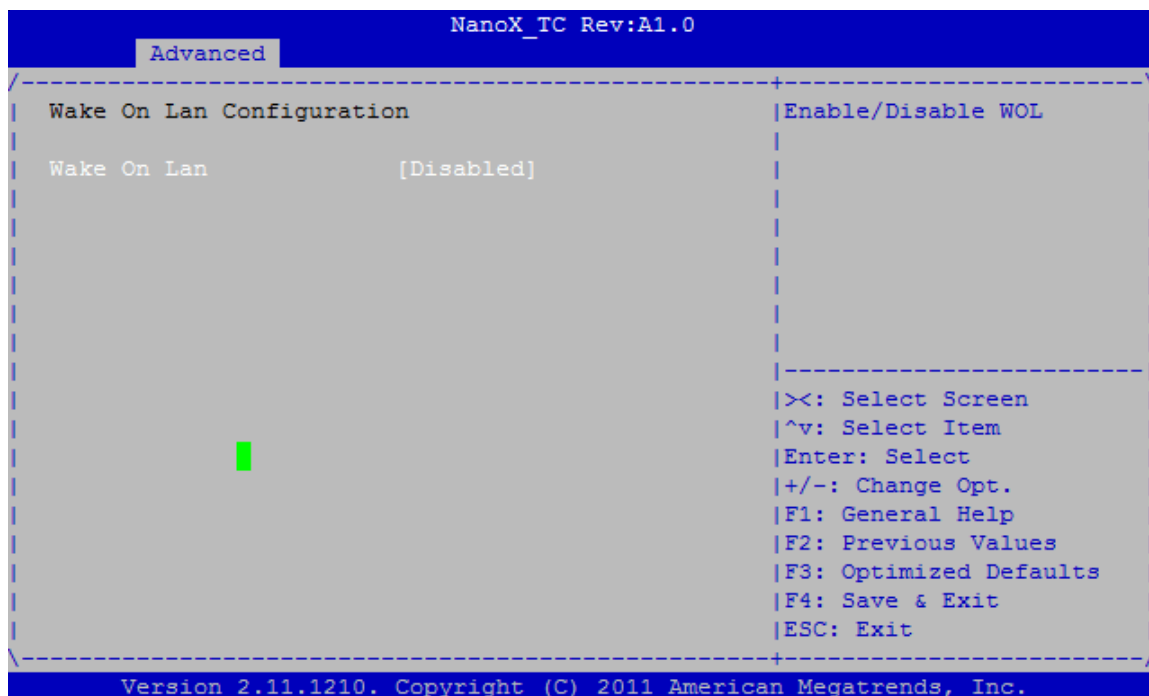 NanoX_TC Rev:A1.0
Advanced
Wake On Lan Configuration
Enable/Disable WOL
Wake On Lan [Disabled]
><: Select Screen
^v: Select Item
Enter: Select
+/-: Change Opt.
F1: General Help
F2: Previous Values
F3: Optimized Defaults
F4: Save & Exit
ESC: Exit
Version 2.11.1210. Copyright (C) 2011 American Megatrends, Inc.